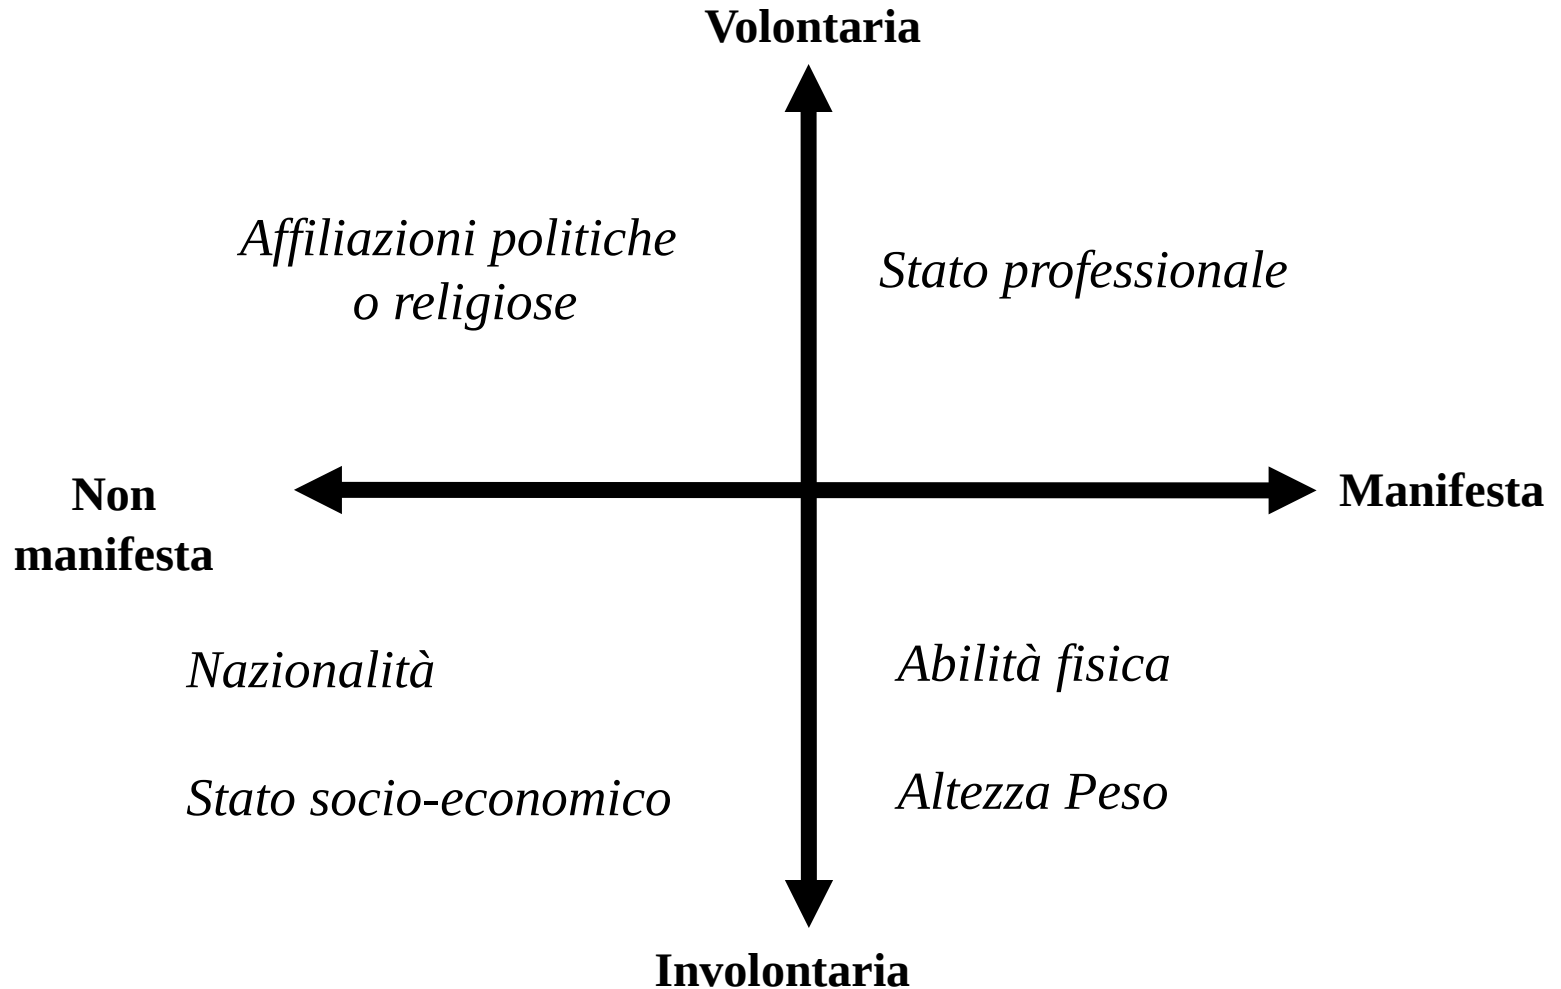 Volontaria
Affiliazioni politiche
o religiose
Stato professionale
Non
manifesta
Manifesta
Nazionalità
Abilità fisica
Stato socio-economico
Altezza Peso
Involontaria